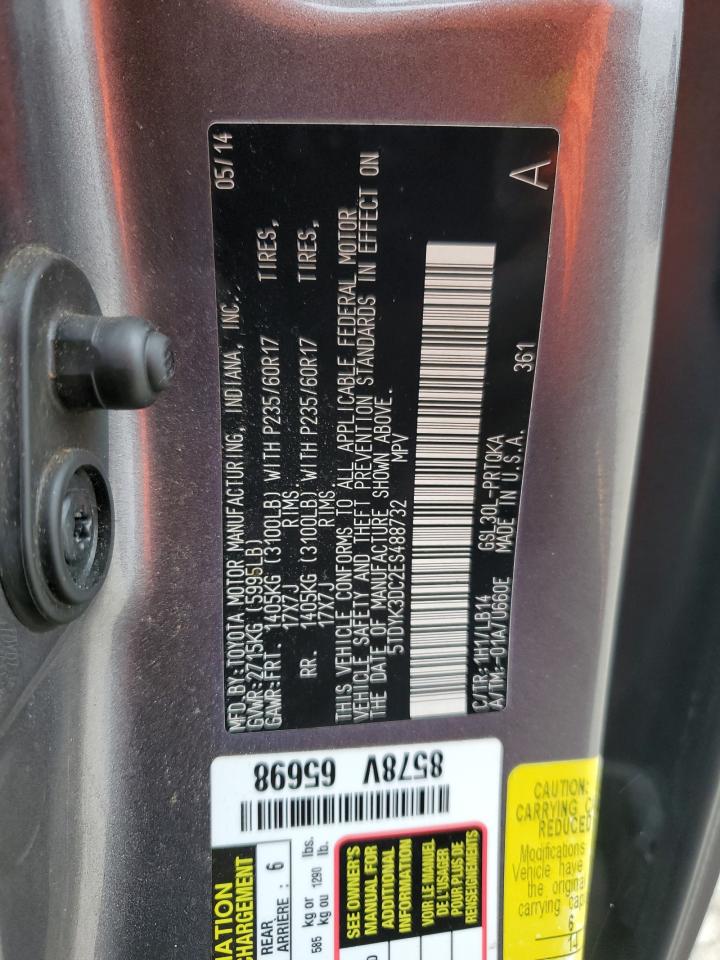 MFD.BY:TOYOTA MOTOR MANUFACTURING, INDIANA, INC. 05/14
GVWR:2715KG (5995LB)
GAWR:FRT. 1405KG (3100LB) WITH P235/60R17 TIRES,
17X7J RIMS
RR. 1405KG (3100LB) WITH P235/60R17 TIRES,
17X7J RIMS
THIS VEHICLE CONFORMS TO ALL APPLICABLE FEDERAL MOTOR
VEHICLE SAFETY AND THEFT PREVENTION STANDARDS IN EFFECT ON
THE DATE OF MANUFACTURE SHOWN ABOVE.
5TDYK3DC2ES488732 MPV
C/TR:1H1/LB14 GSL30L-PRTQKA 361
A/TM:-01A/U660E MADE IN U.S.A. A
8578V 65698
CHARGEMENT
REAR
ARRIÈRE : 6
585 kg or 1290 lbs.
kg ou lb.
SEE OWNER'S
MANUAL FOR
ADDITIONAL
INFORMATION
VOIR LE MANUEL
DE L'USAGER
POUR PLUS DE
RENSEIGNEMENTS
CAUTION:
CARRYING
REDUCED
Modifications
Vehicle have
the original
carrying